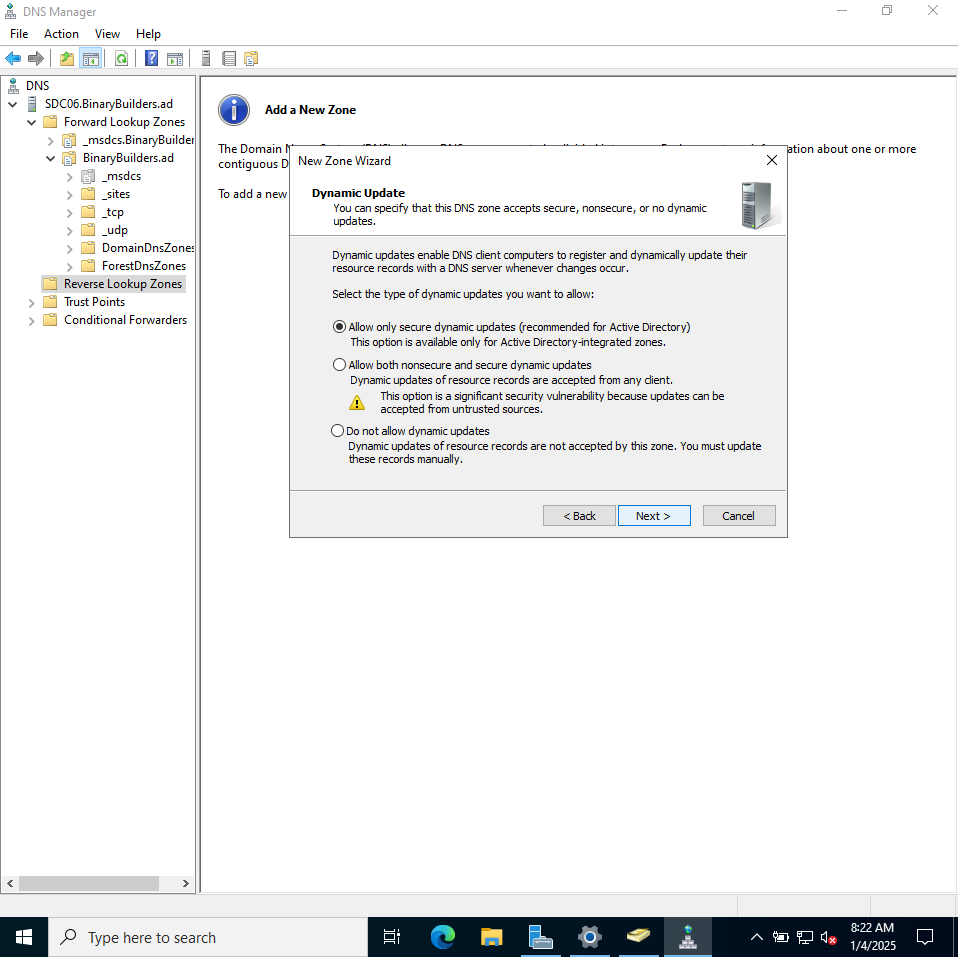 DNS Manager
File Action View Help
DNS
SDC06.BinaryBuilders.ad
Forward Lookup Zones
_msdcs.BinaryBuilder
BinaryBuilders.ad
_msdcs
_sites
_tcp
_udp
DomainDnsZones
ForestDnsZones
Reverse Lookup Zones
Trust Points
Conditional Forwarders
Add a New Zone
The Domain
ation about one or more
contiguous D
To add a new
New Zone Wizard
Dynamic Update
You can specify that this DNS zone accepts secure, nonsecure, or no dynamic
updates.
Dynamic updates enable DNS client computers to register and dynamically update their
resource records with a DNS server whenever changes occur.
Select the type of dynamic updates you want to allow:
Allow only secure dynamic updates (recommended for Active Directory)
This option is available only for Active Directory-integrated zones.
Allow both nonsecure and secure dynamic updates
Dynamic updates of resource records are accepted from any client.
This option is a significant security vulnerability because updates can be
accepted from untrusted sources.
Do not allow dynamic updates
Dynamic updates of resource records are not accepted by this zone. You must update
these records manually.
< Back Next > Cancel
Type here to search
8:22 AM
1/4/2025